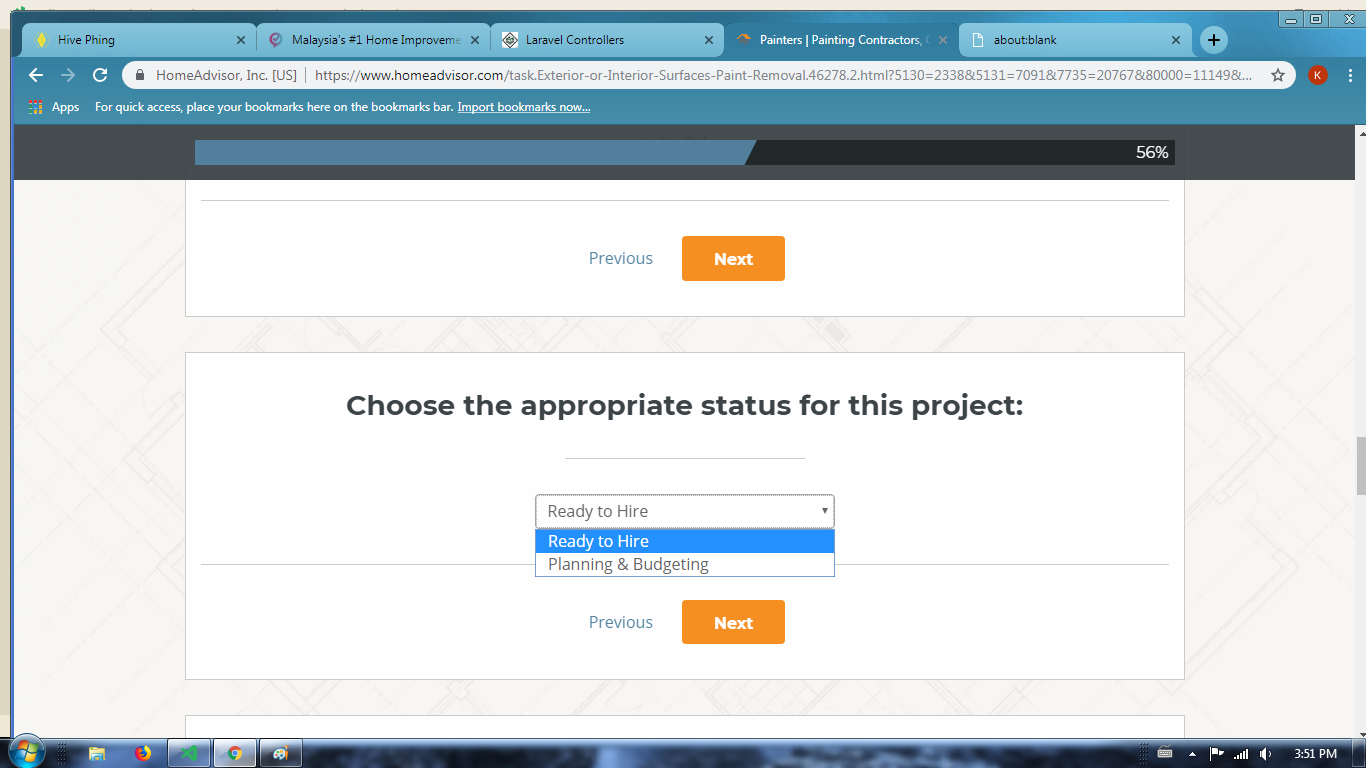 Hive Phing
Malaysia's #1 Home Improveme
Laravel Controllers
Painters | Painting Contractors,
about:blank
HomeAdvisor, Inc. [US] | https://www.homeadvisor.com/task.Exterior-or-Interior-Surfaces-Paint-Removal.46278.2.html?5130=2338&5131=7091&7735=20767&80000=11149&...
K
Apps For quick access, place your bookmarks here on the bookmarks bar. Import bookmarks now...
56%
Previous Next
Choose the appropriate status for this project:
Ready to Hire
Ready to Hire
Planning & Budgeting
Previous Next
3:51 PM